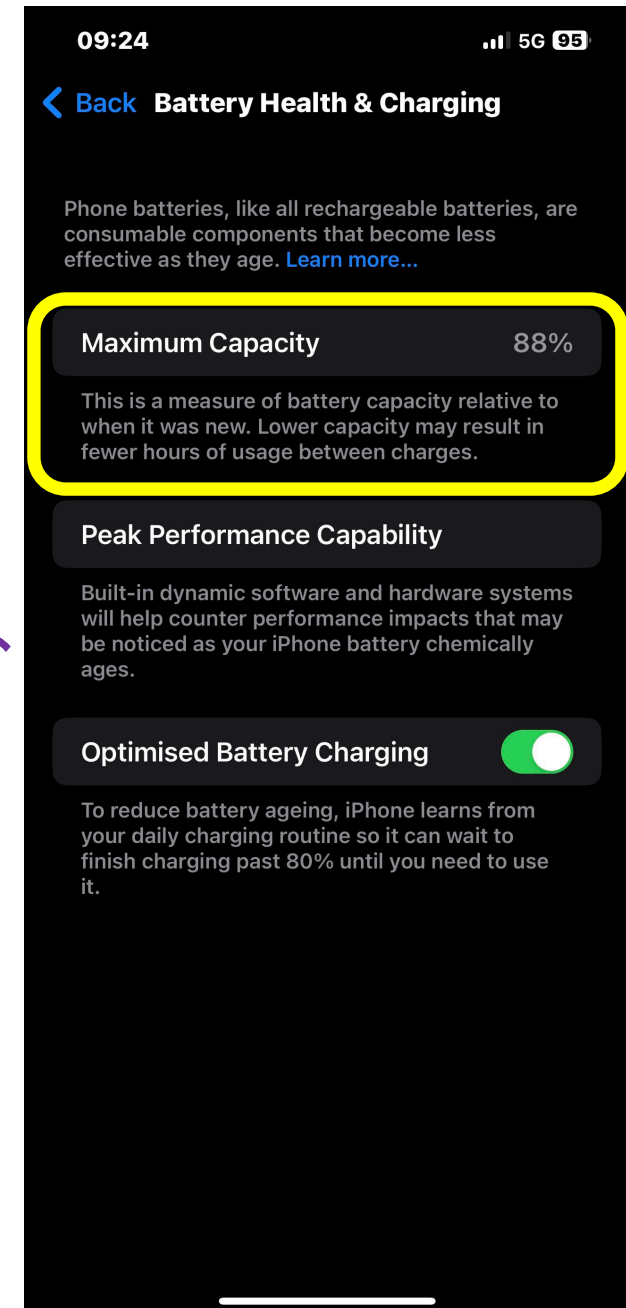 09:24 5G 95
Back Battery Health & Charging
Phone batteries, like all rechargeable batteries, are
consumable components that become less
effective as they age. Learn more...
Maximum Capacity 88%
This is a measure of battery capacity relative to
when it was new. Lower capacity may result in
fewer hours of usage between charges.
Peak Performance Capability
Built-in dynamic software and hardware systems
will help counter performance impacts that may
be noticed as your iPhone battery chemically
ages.
Optimised Battery Charging
To reduce battery ageing, iPhone learns from
your daily charging routine so it can wait to
finish charging past 80% until you need to use
it.